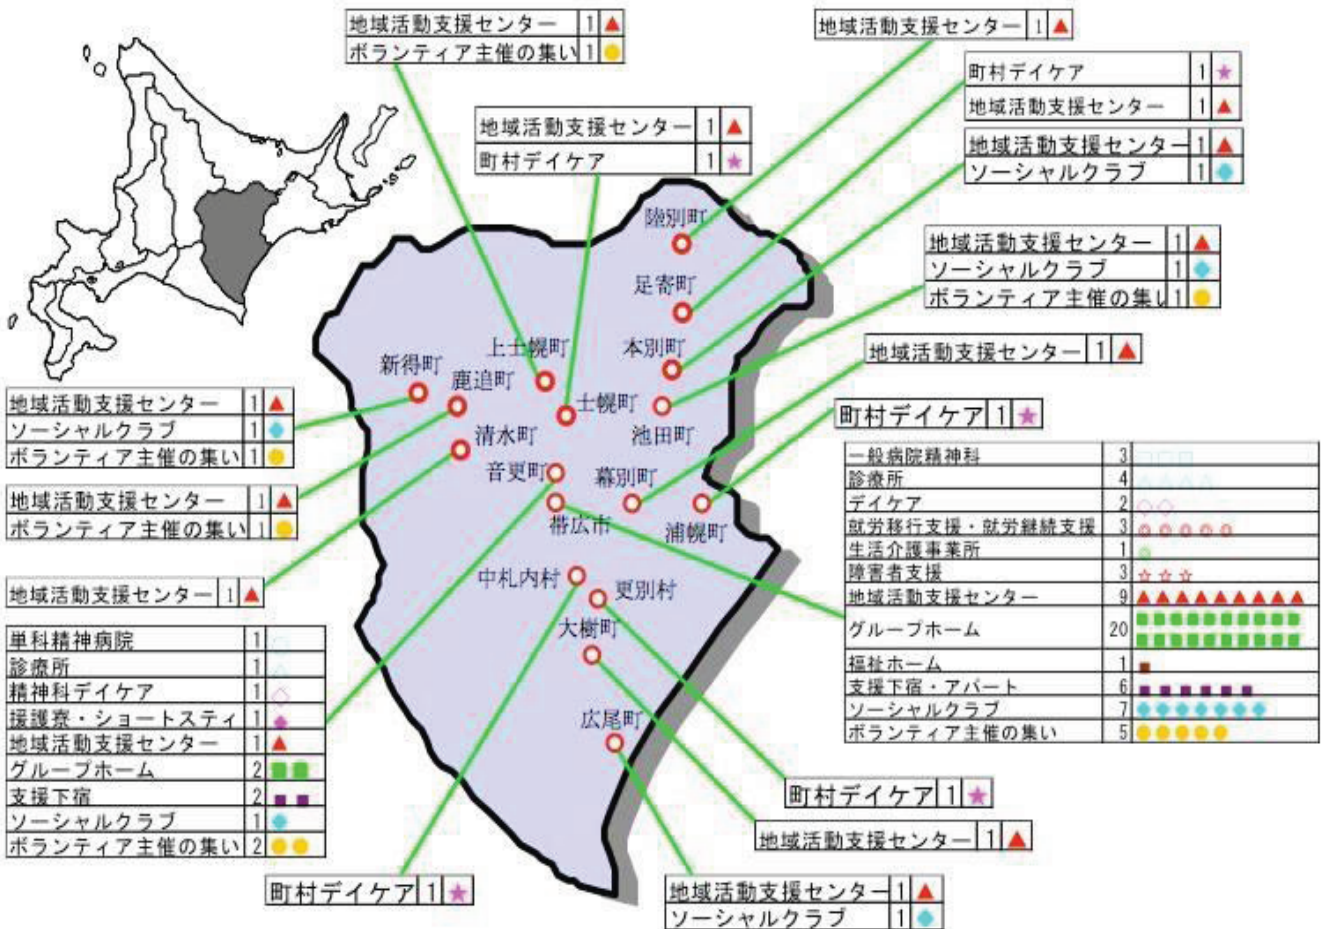 地域活動支援センター 1
ボランティア主催の集い 1
地域活動支援センター 1
町村デイケア 1
地域活動支援センター 1
地域活動支援センター 1
町村デイケア 1
地域活動支援センター 1
ソーシャルクラブ 1
地域活動支援センター 1
ソーシャルクラブ 1
ボランティア主催の集い 1
地域活動支援センター 1
町村デイケア 1
陸別町
足寄町
本別町
上士幌町
新得町
鹿追町
士幌町
池田町
清水町
音更町
幕別町
帯広市
浦幌町
中札内村
更別村
大樹町
広尾町
地域活動支援センター 1
ソーシャルクラブ 1
ボランティア主催の集い 1
地域活動支援センター 1
ボランティア主催の集い 1
地域活動支援センター 1
単科精神病院 1
診療所 1
精神科デイケア 1
援護寮・ショートスティ 1
地域活動支援センター 1
グループホーム 2
支援下宿 2
ソーシャルクラブ 1
ボランティア主催の集い 2
一般病院精神科 3
診療所 4
デイケア 2
就労移行支援・就労継続支援 3
生活介護事業所 1
障害者支援 3
地域活動支援センター 9
グループホーム 20
福祉ホーム 1
支援下宿・アパート 6
ソーシャルクラブ 7
ボランティア主催の集い 5
町村デイケア 1
地域活動支援センター 1
町村デイケア 1
地域活動支援センター 1
ソーシャルクラブ 1